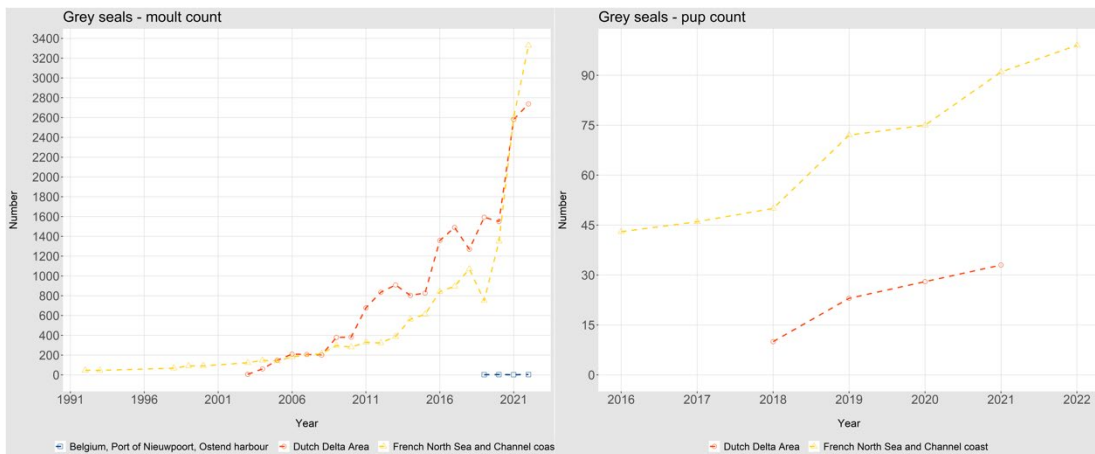 Grey seals - moult count
3400
3200
3000
2800
2600
2400
2200
2000
1800
1600
1400
1200
1000
800
600
400
200
0
Number
1991 1996 2001 2006 2011 2016 2021
Year
Belgium, Port of Nieuwpoort, Ostend harbour Dutch Delta Area French North Sea and Channel coas
Grey seals - pup count
90
75
60
45
30
15
0
Number
2016 2017 2018 2019 2020 2021 2022
Year
Dutch Delta Area French North Sea and Channel coast